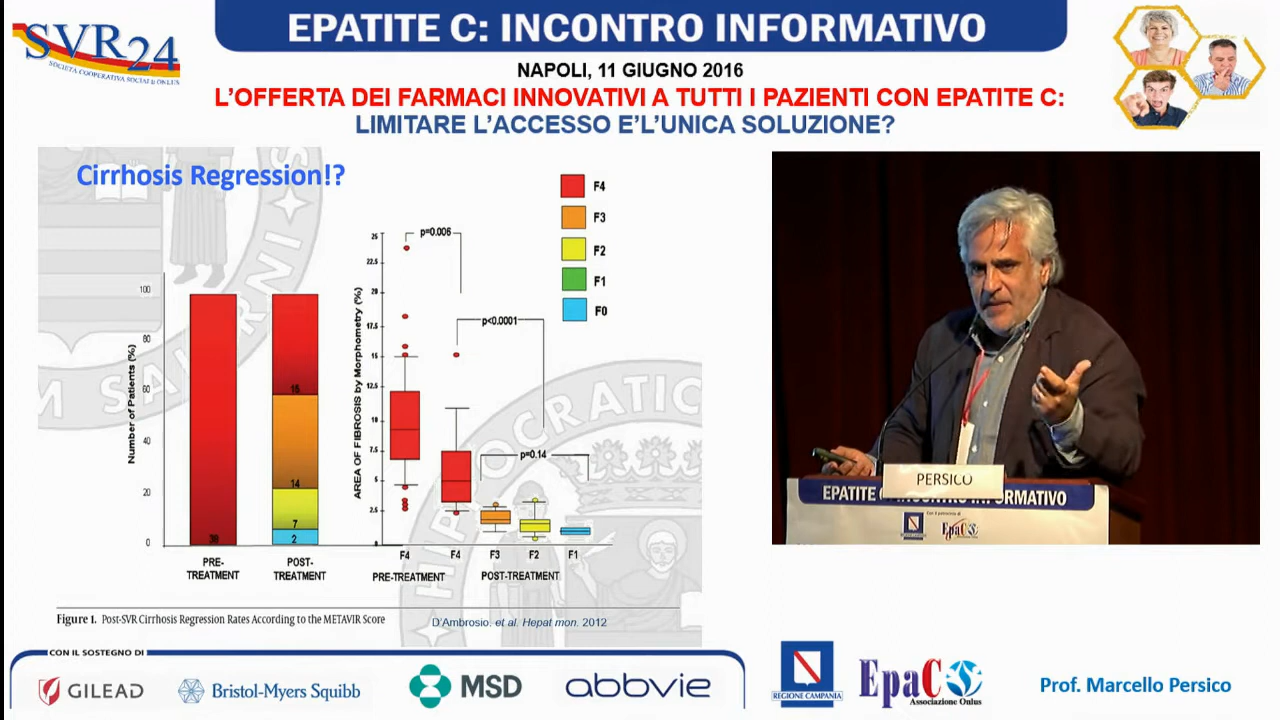 SVR24
SOCIETÀ COOPERATIVA SOCIALE ONLUS
EPATITE C: INCONTRO INFORMATIVO
NAPOLI, 11 GIUGNO 2016
L'OFFERTA DEI FARMACI INNOVATIVI A TUTTI I PAZIENTI CON EPATITE C:
LIMITARE L'ACCESSO E'L'UNICA SOLUZIONE?
Cirrhosis Regression!?
F4
F3
F2
F1
F0
Number of Patients (%)
100
80
60
40
20
0
38
15
14
7
2
PRE-
TREATMENT
POST-
TREATMENT
AREA OF FIBROSIS by Morphometry (%)
25
22.5
20
17.5
15
12.5
10
7.5
5
2.5
p=0.006
p<0.0001
p=0.14
F4 F4 F3 F2 F1
PRE-TREATMENT POST-TREATMENT
Figure 1. Post-SVR Cirrhosis Regression Rates According to the METAVIR Score
D'Ambrosio. et al. Hepat mon. 2012
PERSICO
EPATITE C: INCONTRO INFORMATIVO
EpaC
CON IL SOSTEGNO DI
GILEAD
Bristol-Myers Squibb
MSD
abbvie
REGIONE CAMPANIA
EpaC
Associazione Onlus
Prof. Marcello Persico